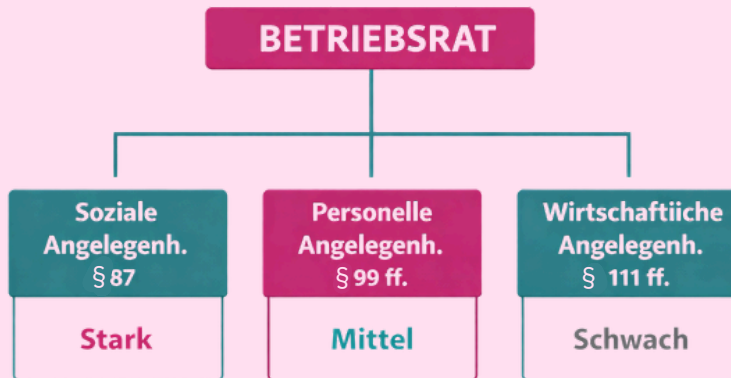 BETRIEBSRAT
Soziale
Angelegenh.
§ 87
Stark
Personelle
Angelegenh.
§ 99 ff.
Mittel
Wirtschaftiiche
Angelegenh.
§ 111 ff.
Schwach